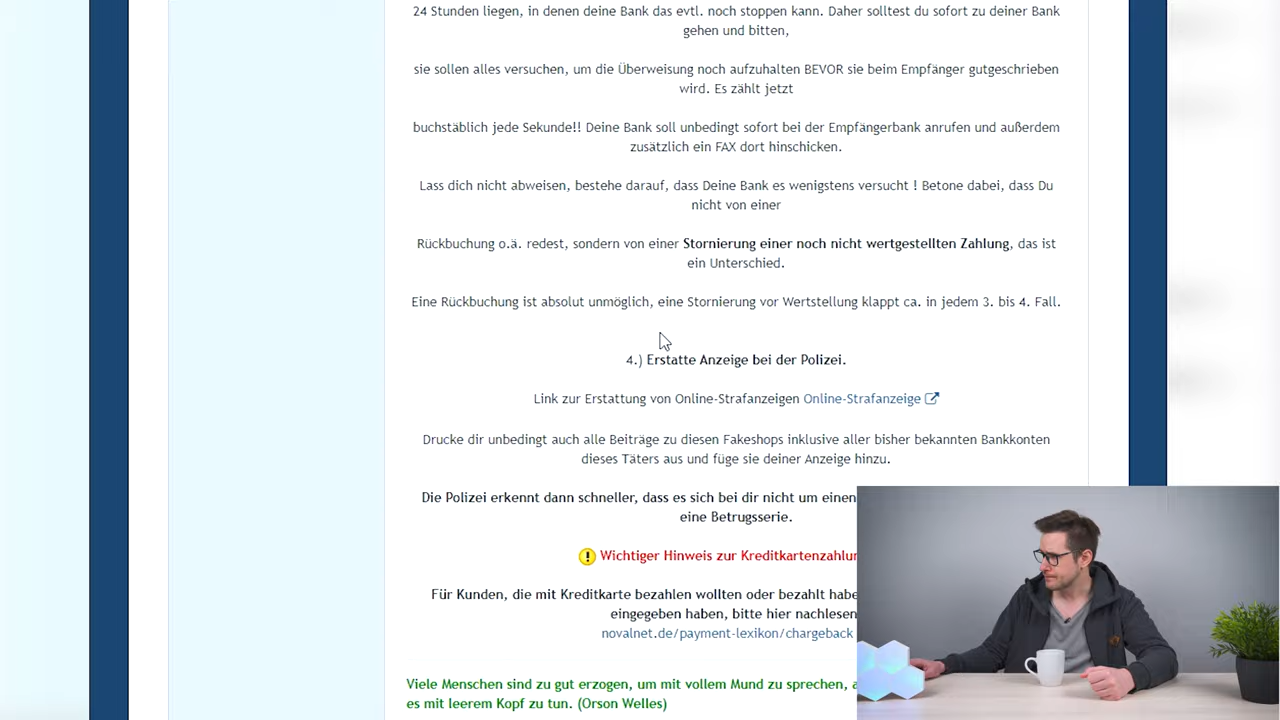 24 Stunden liegen, in denen deine Bank das evtl. noch stoppen kann. Daher solltest du sofort zu deiner Bank
gehen und bitten,
sie sollen alles versuchen, um die Überweisung noch aufzuhalten BEVOR sie beim Empfänger gutgeschrieben
wird. Es zählt jetzt
buchstäblich jede Sekunde!! Deine Bank soll unbedingt sofort bei der Empfängerbank anrufen und außerdem
zusätzlich ein FAX dort hinschicken.
Lass dich nicht abweisen, bestehe darauf, dass Deine Bank es wenigstens versucht ! Betone dabei, dass Du
nicht von einer
Rückbuchung o.ä. redest, sondern von einer Stornierung einer noch nicht wertgestellten Zahlung, das ist
ein Unterschied.
Eine Rückbuchung ist absolut unmöglich, eine Stornierung vor Wertstellung klappt ca. in jedem 3. bis 4. Fall.
4.) Erstatte Anzeige bei der Polizei.
Link zur Erstattung von Online-Strafanzeigen Online-Strafanzeige
Drucke dir unbedingt auch alle Beiträge zu diesen Fakeshops inklusive aller bisher bekannten Bankkonten
dieses Täters aus und füge sie deiner Anzeige hinzu.
Die Polizei erkennt dann schneller, dass es sich bei dir nicht um einen
eine Betrugsserie.
Wichtiger Hinweis zur Kreditkartenzahlun
Für Kunden, die mit Kreditkarte bezahlen wollten oder bezahlt habe
eingegeben haben, bitte hier nachlesen
novalnet.de/payment-lexikon/chargeback
Viele Menschen sind zu gut erzogen, um mit vollem Mund zu sprechen, a
es mit leerem Kopf zu tun. (Orson Welles)